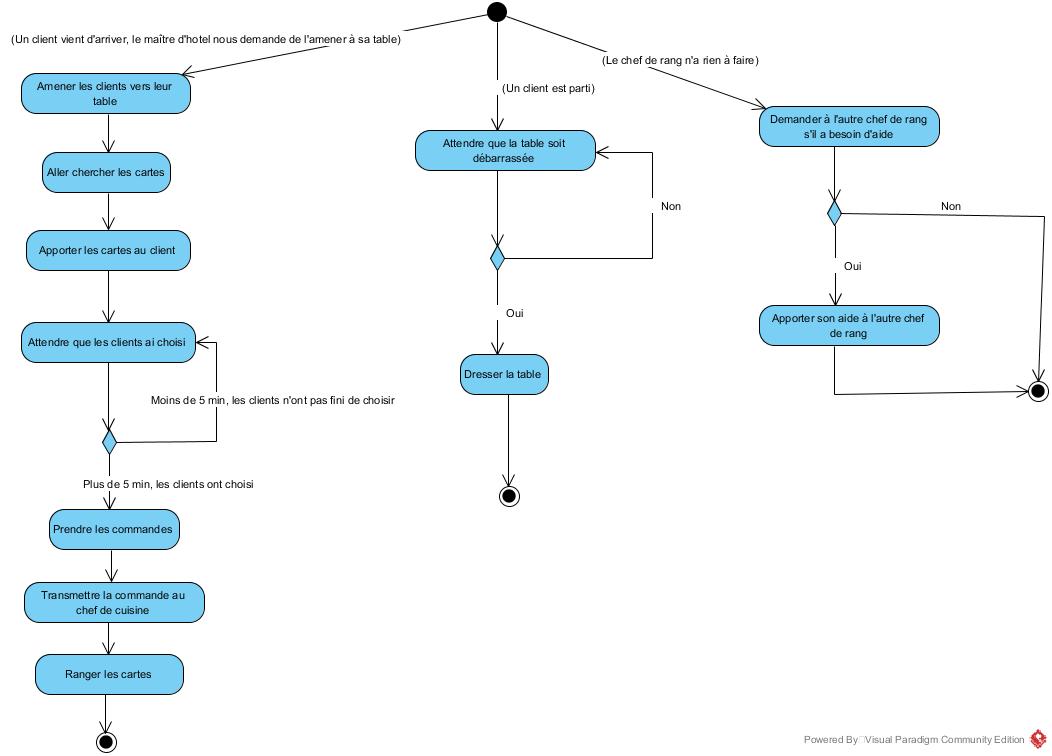 (Un client vient d'arriver, le maître d'hotel nous demande de l'amener à sa table)
Amener les clients vers leur
table
Aller chercher les cartes
Apporter les cartes au client
Attendre que les clients ai choisi
Moins de 5 min, les clients n'ont pas fini de choisir
Plus de 5 min, les clients ont choisi
Prendre les commandes
Transmettre la commande au
chef de cuisine
Ranger les cartes
(Un client est parti)
Attendre que la table soit
débarrassée
Non
Oui
Dresser la table
(Le chef de rang n'a rien à faire)
Demander à l'autre chef de rang
s'il a besoin d'aide
Non
Oui
Apporter son aide à l'autre chef
de rang
Powered By Visual Paradigm Community Edition